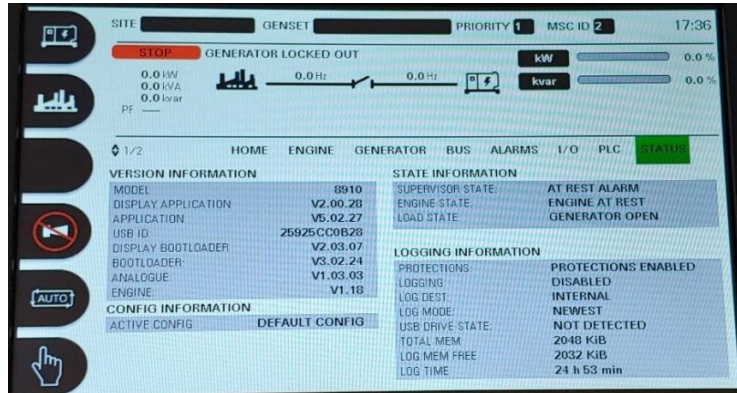 SITE GENSET PRIORITY 1 MSC ID 2 17:36
STOP GENERATOR LOCKED OUT
kW 0.0 %
0.0 kW 0.0 Hz 0.0 Hz
0.0 kVA kvar 0.0 %
0.0 kvar
PF ----
1/2 HOME ENGINE GENERATOR BUS ALARMS I/O PLC STATUS
VERSION INFORMATION
MODEL 8910
DISPLAY APPLICATION V2.00.28
APPLICATION V5.02.27
USB ID: 25925CC0B28
DISPLAY BOOTLOADER V2.03.07
BOOTLOADER: V3.02.24
ANALOGUE: V1.03.03
ENGINE: V1.18
CONFIG INFORMATION
ACTIVE CONFIG DEFAULT CONFIG
STATE INFORMATION
SUPERVISOR STATE: AT REST ALARM
ENGINE STATE: ENGINE AT REST
LOAD STATE GENERATOR OPEN
LOGGING INFORMATION
PROTECTIONS PROTECTIONS ENABLED
LOGGING DISABLED
LOG DEST: INTERNAL
LOG MODE: NEWEST
USB DRIVE STATE: NOT DETECTED
TOTAL MEM 2048 KiB
LOG MEM FREE 2032 KiB
LOG TIME 24 h 53 min
AUTO